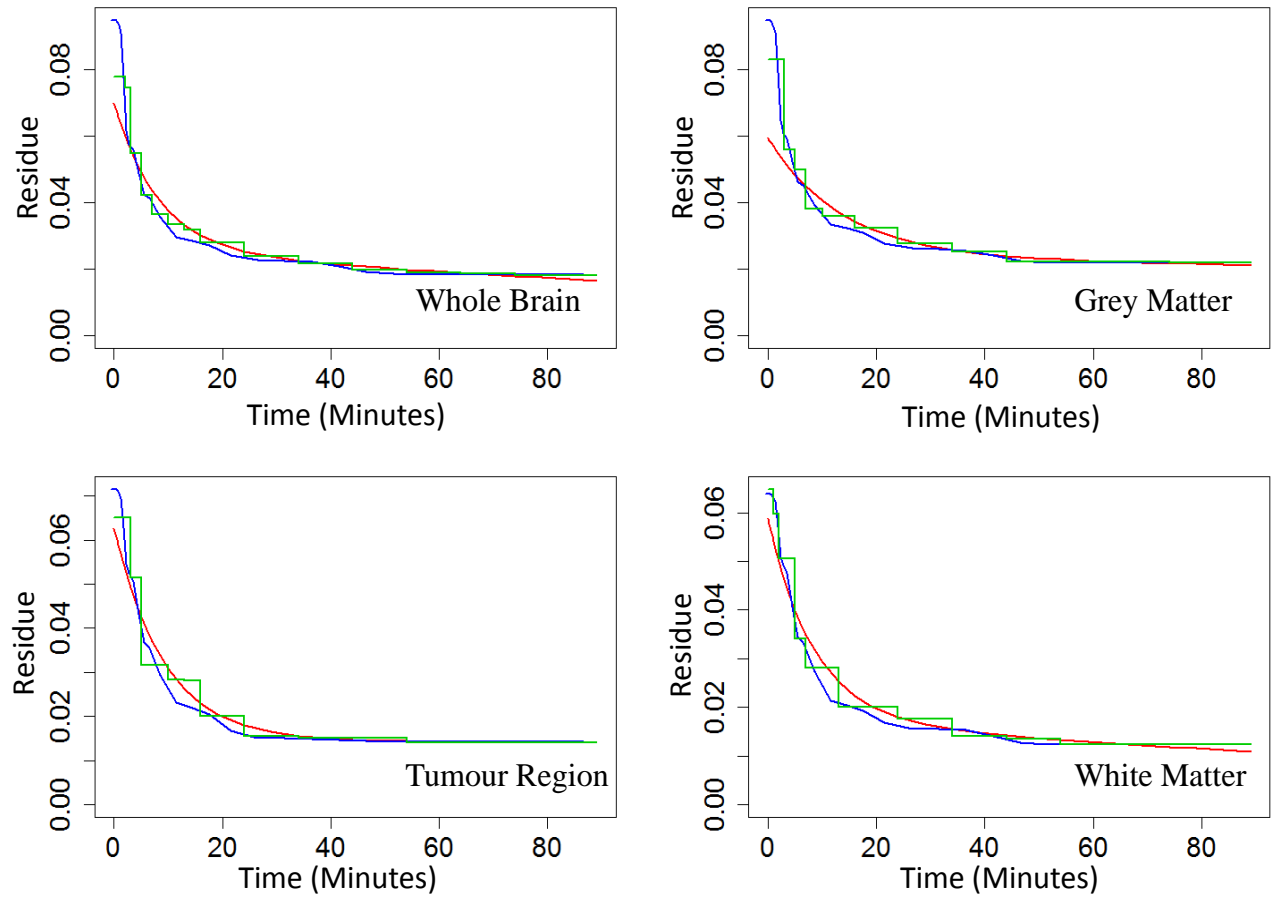 Residue
0.00 0.04 0.08
Whole Brain
0 20 40 60 80
Time (Minutes)
Residue
0.00 0.04 0.08
Grey Matter
0 20 40 60 80
Time (Minutes)
Residue
0.00 0.02 0.04 0.06
Tumour Region
0 20 40 60 80
Time (Minutes)
Residue
0.00 0.02 0.04 0.06
White Matter
0 20 40 60 80
Time (Minutes)